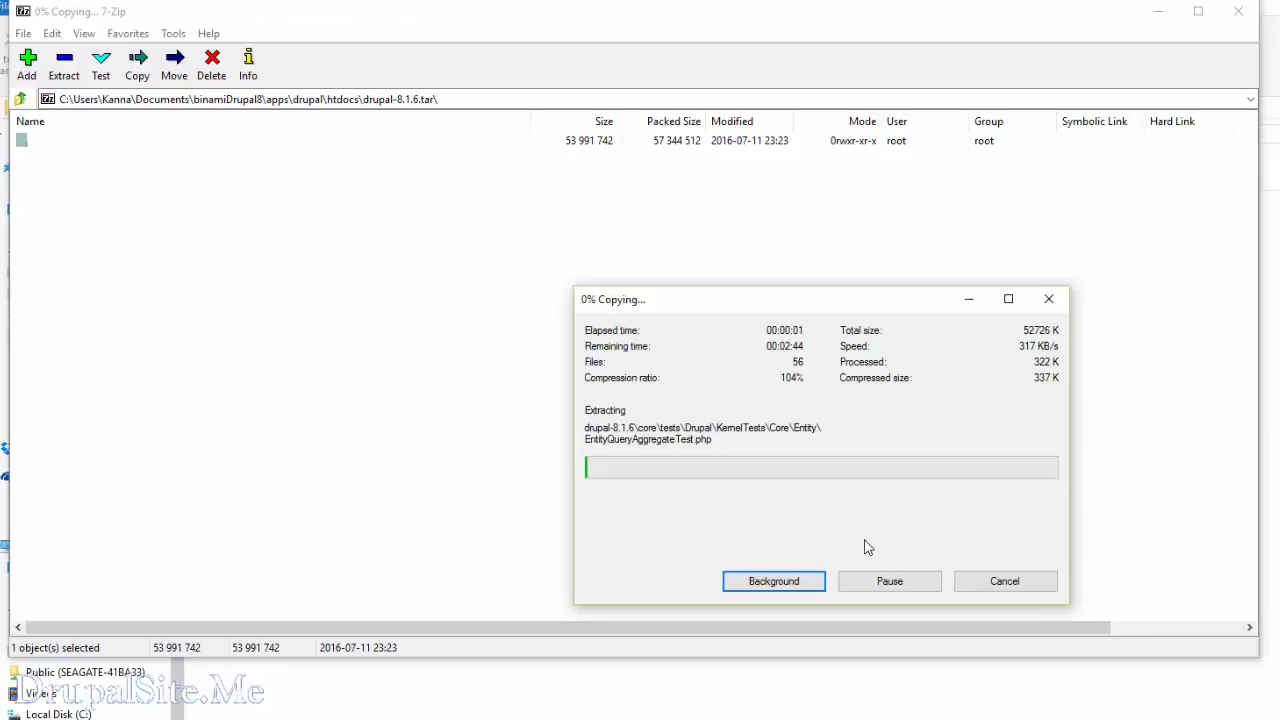 0% Copying... 7-Zip
File Edit View Favorites Tools Help
Add Extract Test Copy Move Delete Info
C:\Users\Kanna\Documents\binamiDrupal8\apps\drupal\htdocs\drupal-8.1.6.tar\
Name Size Packed Size Modified Mode User Group Symbolic Link Hard Link
53 991 742 57 344 512 2016-07-11 23:23 0rwxr-xr-x root root
0% Copying...
Elapsed time: 00:00:01 Total size: 52726 K
Remaining time: 00:02:44 Speed: 317 KB/s
Files: 56 Processed: 322 K
Compression ratio: 104% Compressed size: 337 K
Extracting
drupal-8.1.6\core\tests\Drupal\KernelTests\Core\Entity\
EntityQueryAggregateTest.php
Background Pause Cancel
1 object(s) selected 53 991 742 53 991 742 2016-07-11 23:23
Public (SEAGATE-41BA33)
DrupalSite.Me
Local Disk (C:)